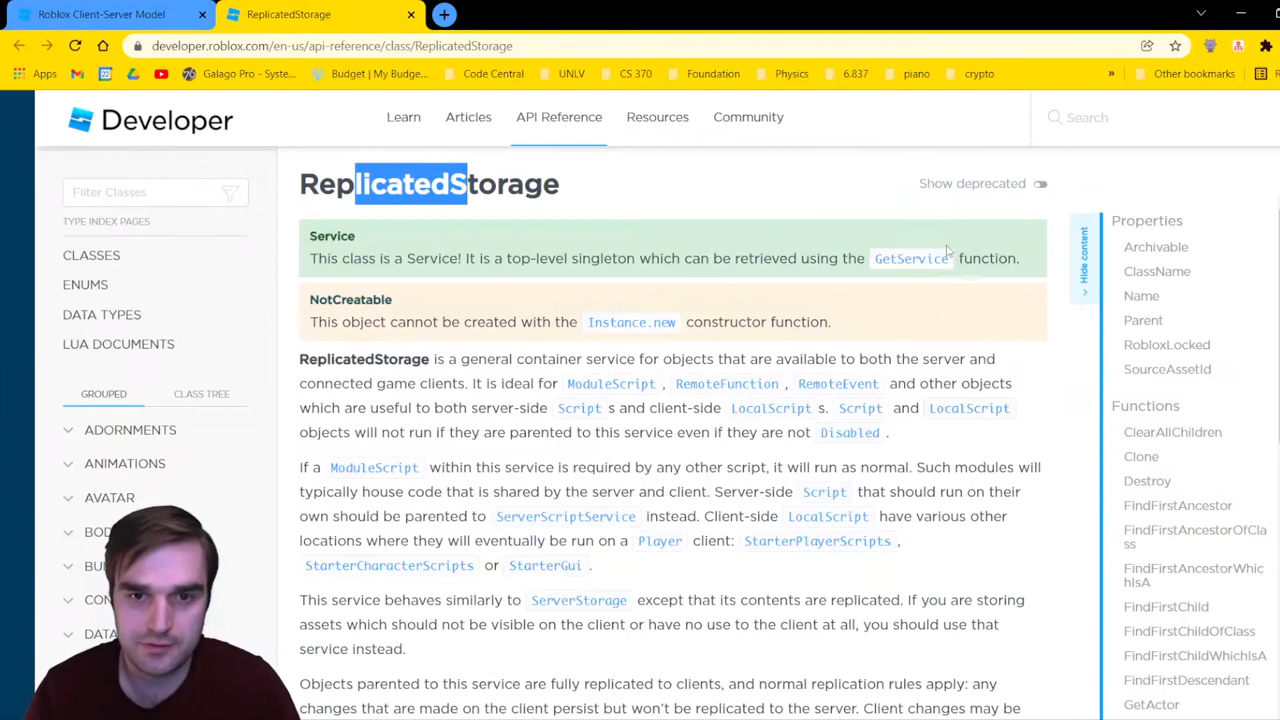 Roblox Client-Server Model
ReplicatedStorage
developer.roblox.com/en-us/api-reference/class/ReplicatedStorage
Apps
22
Galago Pro - Syste...
Budget | My Budge...
Code Central
UNLV
CS 370
Foundation
Physics
6.837
piano
crypto
»
Other bookmarks
Developer
Learn
Articles
API Reference
Resources
Community
Search
Filter Classes
TYPE INDEX PAGES
CLASSES
ENUMS
DATA TYPES
LUA DOCUMENTS
GROUPED
CLASS TREE
ADORNMENTS
ANIMATIONS
AVATAR
BOD
BU
CON
DATA
ReplicatedStorage
Show deprecated
Service
This class is a Service! It is a top-level singleton which can be retrieved using the GetService function.
NotCreatable
This object cannot be created with the Instance.new constructor function.
ReplicatedStorage is a general container service for objects that are available to both the server and
connected game clients. It is ideal for ModuleScript , RemoteFunction , RemoteEvent and other objects
which are useful to both server-side Script s and client-side LocalScript s. Script and LocalScript
objects will not run if they are parented to this service even if they are not Disabled .
If a ModuleScript within this service is required by any other script, it will run as normal. Such modules will
typically house code that is shared by the server and client. Server-side Script that should run on their
own should be parented to ServerScriptService instead. Client-side LocalScript have various other
locations where they will eventually be run on a Player client: StarterPlayerScripts ,
StarterCharacterScripts or StarterGui .
This service behaves similarly to ServerStorage except that its contents are replicated. If you are storing
assets which should not be visible on the client or have no use to the client at all, you should use that
service instead.
Objects parented to this service are fully replicated to clients, and normal replication rules apply: any
changes that are made on the client persist but won't be replicated to the server. Client changes may be
Hide content
Properties
Archivable
ClassName
Name
Parent
RobloxLocked
SourceAssetId
Functions
ClearAllChildren
Clone
Destroy
FindFirstAncestor
FindFirstAncestorOfCla
ss
FindFirstAncestorWhic
hIsA
FindFirstChild
FindFirstChildOfClass
FindFirstChildWhichIsA
FindFirstDescendant
GetActor